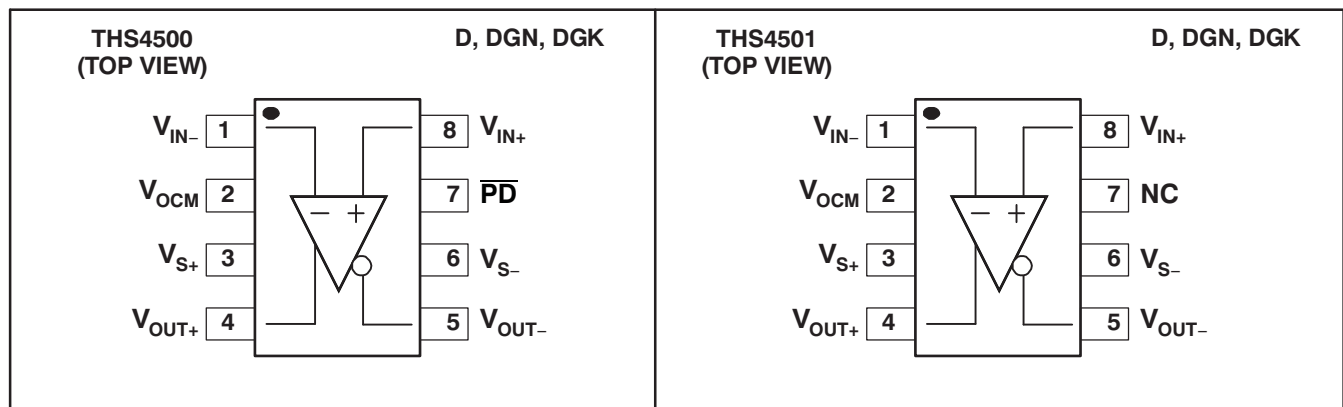 THS4500
(TOP VIEW)
D, DGN, DGK
V_IN− 1
V_OCM 2
V_S+ 3
V_OUT+ 4
8 V_IN+
7 P̅D̅
6 V_S−
5 V_OUT−
− +
THS4501
(TOP VIEW)
D, DGN, DGK
V_IN− 1
V_OCM 2
V_S+ 3
V_OUT+ 4
8 V_IN+
7 NC
6 V_S−
5 V_OUT−
− +